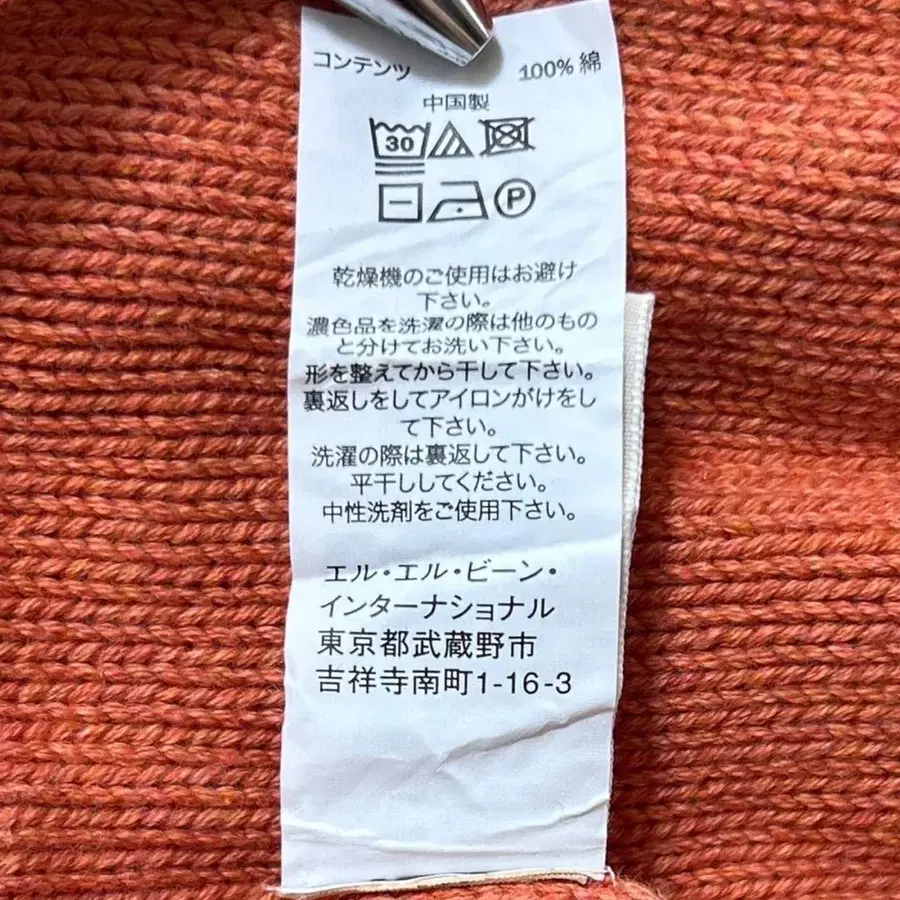 コンテンツ 100% 綿
中国製
30
P
乾燥機のご使用はお避け
下さい。
濃色品を洗濯の際は他のもの
と分けてお洗い下さい。
形を整えてから干して下さい。
裏返しをしてアイロンがけをし
て下さい。
洗濯の際は裏返して下さい。
平干ししてください。
中性洗剤をご使用下さい。
エル・エル・ビーン・
インターナショナル
東京都武蔵野市
吉祥寺南町1-16-3